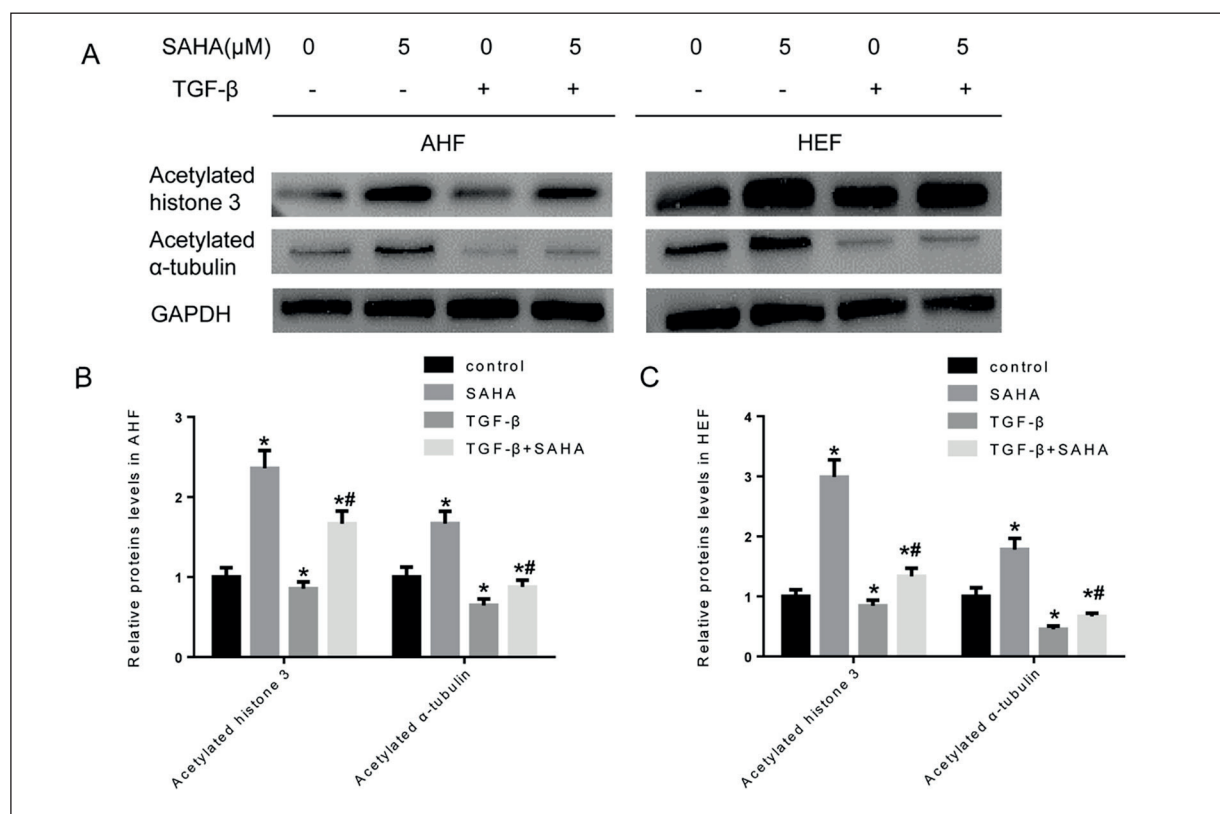 A
SAHA(μM) 0 5 0 5 0 5 0 5
TGF-β - - + + - - + +
AHF HEF
Acetylated
histone 3
Acetylated
α-tubulin
GAPDH
B
control
SAHA
TGF-β
TGF-β+SAHA
Relative proteins levels in AHF
3
2
1
0
* * *# * * *#
Acetylated histone 3
Acetylated α-tubulin
C
control
SAHA
TGF-β
TGF-β+SAHA
Relative proteins levels in HEF
4
3
2
1
0
* * *# * * *#
Acetylated histone 3
Acetylated α-tubulin